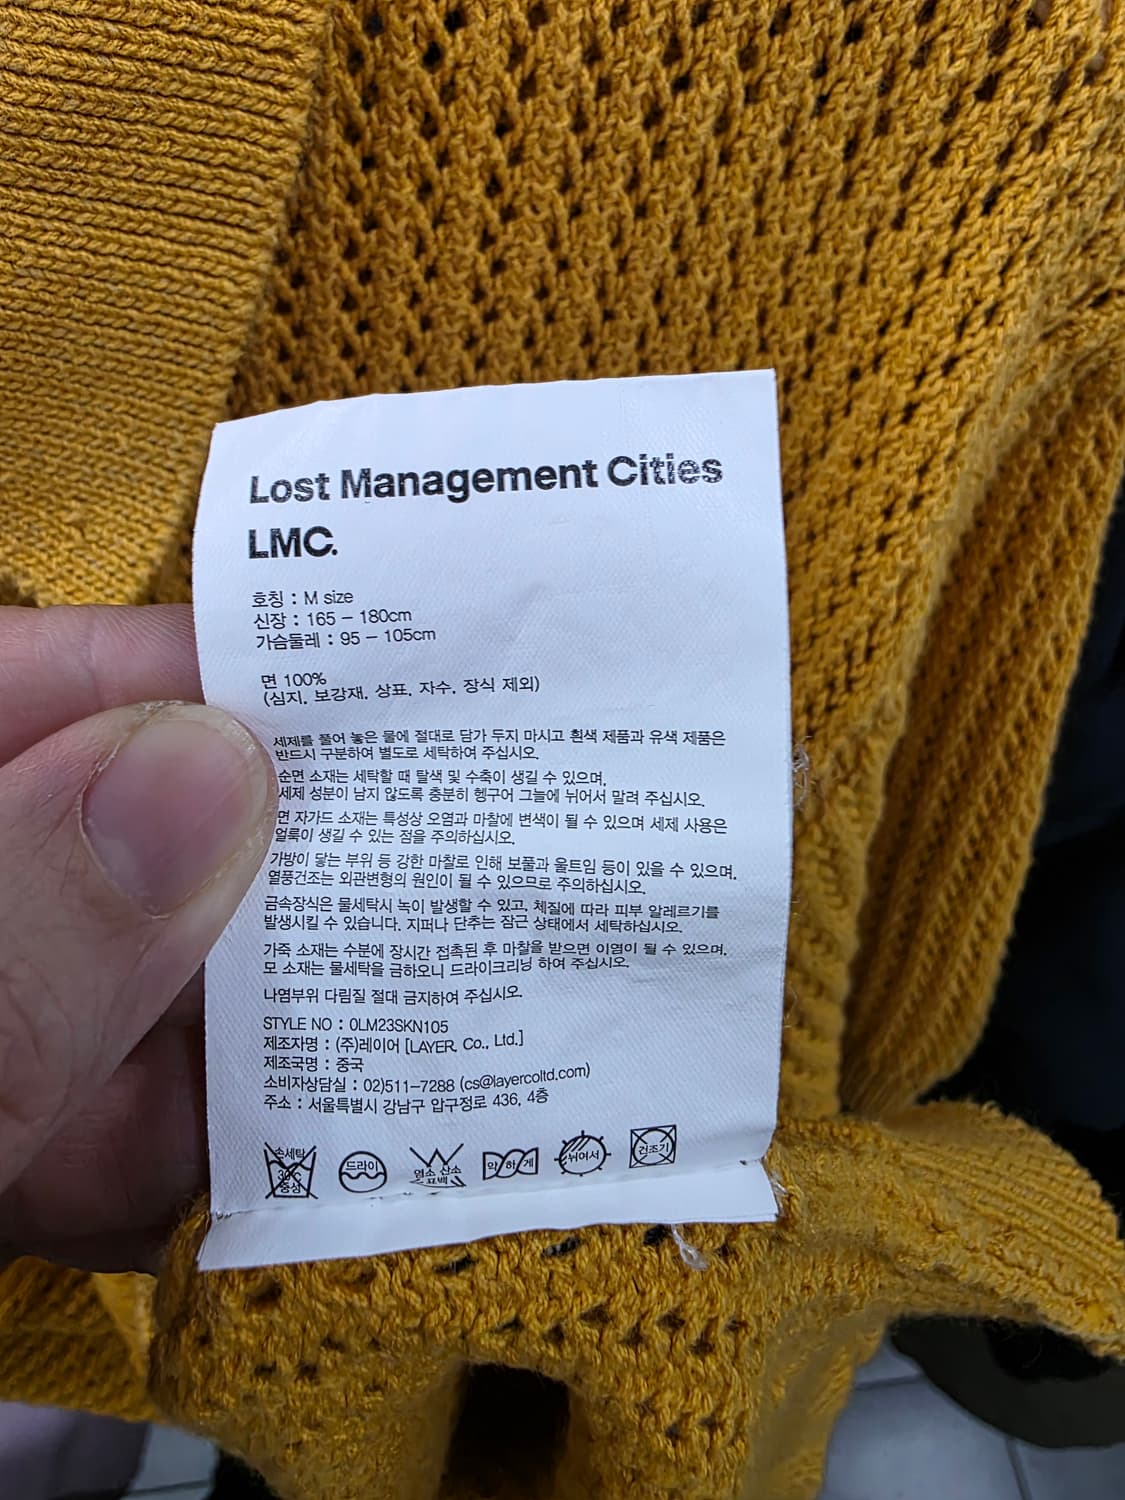 Lost Management Cities
LMC.
호칭 : M size
신장 : 165 - 180cm
가슴둘레 : 95 - 105cm
면 100%
(심지, 보강재, 상표, 자수, 장식 제외)
세제를 풀어 놓은 물에 절대로 담가 두지 마시고 흰색 제품과 유색 제품은
반드시 구분하여 별도로 세탁하여 주십시오.
순면 소재는 세탁할 때 탈색 및 수축이 생길 수 있으며,
세제 성분이 남지 않도록 충분히 헹구어 그늘에 뉘어서 말려 주십시오.
면 자가드 소재는 특성상 오염과 마찰에 변색이 될 수 있으며 세제 사용은
얼룩이 생길 수 있는 점을 주의하십시오.
가방이 닿는 부위 등 강한 마찰로 인해 보풀과 울트임 등이 있을 수 있으며,
열풍건조는 외관변형의 원인이 될 수 있으므로 주의하십시오.
금속장식은 물세탁시 녹이 발생할 수 있고, 체질에 따라 피부 알레르기를
발생시킬 수 있습니다. 지퍼나 단추는 잠근 상태에서 세탁하십시오.
가죽 소재는 수분에 장시간 접촉된 후 마찰을 받으면 이염이 될 수 있으며,
모 소재는 물세탁을 금하오니 드라이크리닝 하여 주십시오.
나염부위 다림질 절대 금지하여 주십시오.
STYLE NO : 0LM23SKN105
제조자명 : (주)레이어 [LAYER. Co., Ltd.]
제조국명 : 중국
소비자상담실 : 02)511-7288 (cs@layercoltd.com)
주소 : 서울특별시 강남구 압구정로 436, 4층
손세탁 30℃ 중성 드라이 염소 산소 표백 약하게 뉘어서 건조기